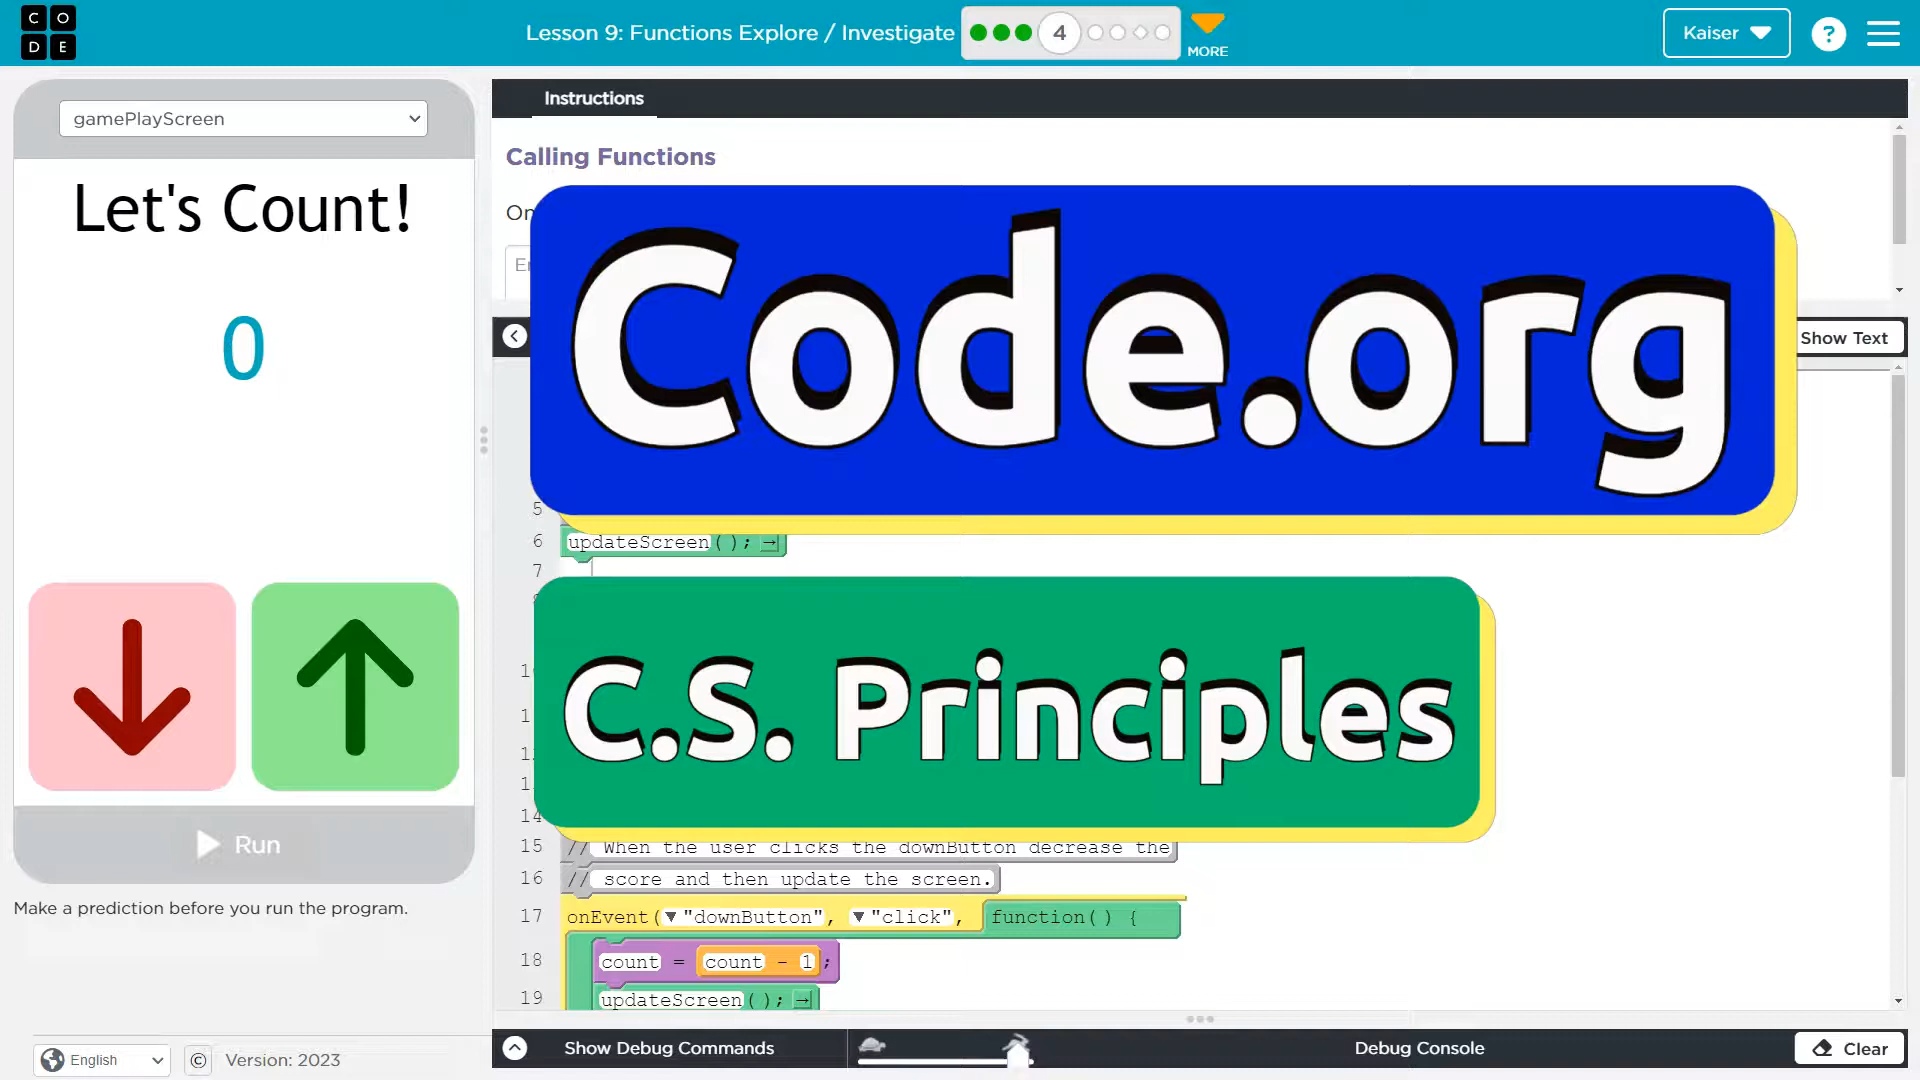 CODE
Lesson 9: Functions Explore / Investigate
4
MORE
Kaiser
?
gamePlayScreen
Let's Count!
0
Run
Make a prediction before you run the program.
English
©
Version: 2023
Instructions
Calling Functions
Code.org
Show Text
5
6 updateScreen(); →
7
C.S. Principles
14
15 // When the user clicks the downButton decrease the
16 // score and then update the screen.
17 onEvent(▼"downButton", ▼"click", function() {
18 count = count - 1;
19 updateScreen(); →
Show Debug Commands
Debug Console
Clear